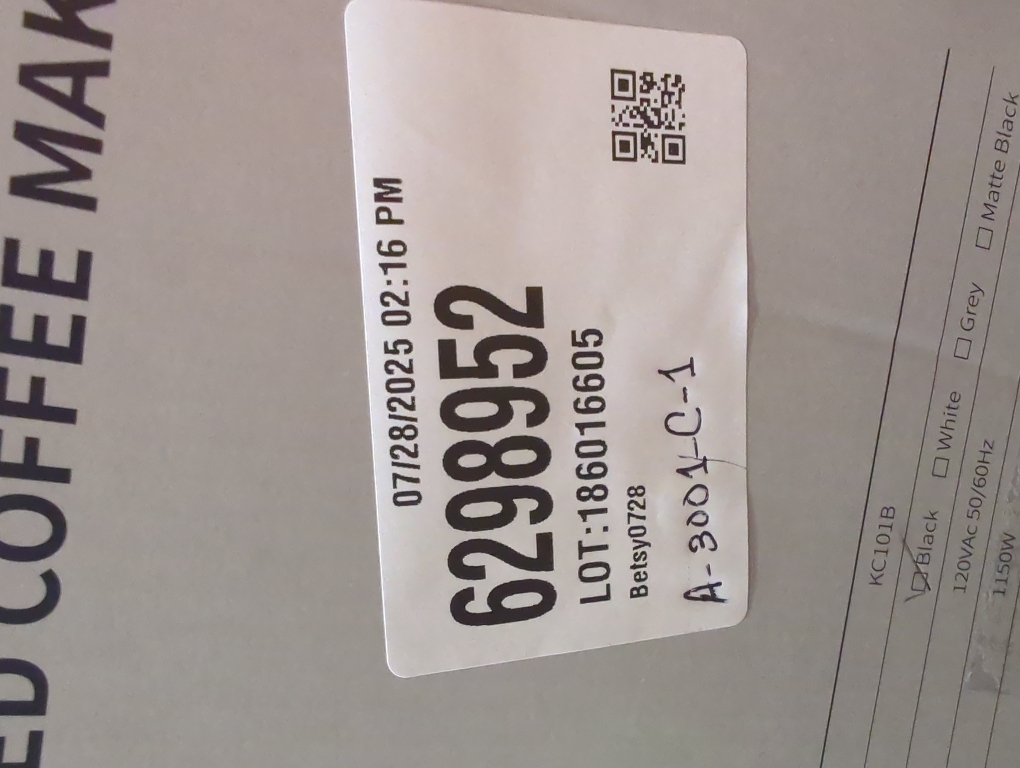 ED COFFEE MAK
07/28/2025 02:16 PM
6298952
LOT:186016605
Betsy0728
A-3001-C-1
KC101B
☑Black ☐White ☐Grey ☐Matte Black
120VAc 50/60Hz
1150W